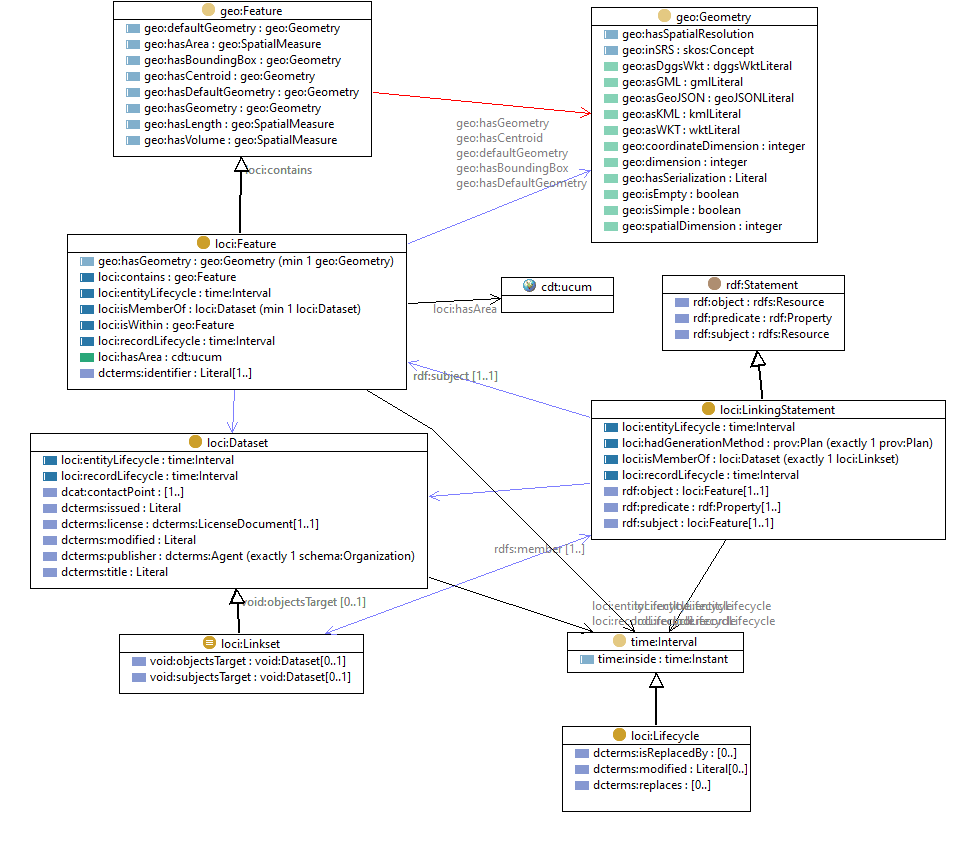 geo:Feature
geo:defaultGeometry : geo:Geometry
geo:hasArea : geo:SpatialMeasure
geo:hasBoundingBox : geo:Geometry
geo:hasCentroid : geo:Geometry
geo:hasDefaultGeometry : geo:Geometry
geo:hasGeometry : geo:Geometry
geo:hasLength : geo:SpatialMeasure
geo:hasVolume : geo:SpatialMeasure
geo:Geometry
geo:hasSpatialResolution
geo:inSRS : skos:Concept
geo:asDggsWkt : dggsWktLiteral
geo:asGML : gmlLiteral
geo:asGeoJSON : geoJSONLiteral
geo:asKML : kmlLiteral
geo:asWKT : wktLiteral
geo:coordinateDimension : integer
geo:dimension : integer
geo:hasSerialization : Literal
geo:isEmpty : boolean
geo:isSimple : boolean
geo:spatialDimension : integer
geo:hasGeometry
geo:hasCentroid
geo:defaultGeometry
geo:hasBoundingBox
geo:hasDefaultGeometry
loci:contains
loci:Feature
geo:hasGeometry : geo:Geometry (min 1 geo:Geometry)
loci:contains : geo:Feature
loci:entityLifecycle : time:Interval
loci:isMemberOf : loci:Dataset (min 1 loci:Dataset)
loci:isWithin : geo:Feature
loci:recordLifecycle : time:Interval
loci:hasArea : cdt:ucum
dcterms:identifier : Literal[1..]
cdt:ucum
loci:hasArea
rdf:Statement
rdf:object : rdfs:Resource
rdf:predicate : rdf:Property
rdf:subject : rdfs:Resource
rdf:subject [1..1]
loci:LinkingStatement
loci:entityLifecycle : time:Interval
loci:hadGenerationMethod : prov:Plan (exactly 1 prov:Plan)
loci:isMemberOf : loci:Dataset (exactly 1 loci:Linkset)
loci:recordLifecycle : time:Interval
rdf:object : loci:Feature[1..1]
rdf:predicate : rdf:Property[1..]
rdf:subject : loci:Feature[1..1]
loci:Dataset
loci:entityLifecycle : time:Interval
loci:recordLifecycle : time:Interval
dcat:contactPoint : [1..]
dcterms:issued : Literal
dcterms:license : dcterms:LicenseDocument[1..1]
dcterms:modified : Literal
dcterms:publisher : dcterms:Agent (exactly 1 schema:Organization)
dcterms:title : Literal
rdfs:member [1..]
void:objectsTarget [0..1]
loci:Linkset
void:objectsTarget : void:Dataset[0..1]
void:subjectsTarget : void:Dataset[0..1]
time:Interval
time:inside : time:Instant
loci:Lifecycle
dcterms:isReplacedBy : [0..]
dcterms:modified : Literal[0..]
dcterms:replaces : [0..]